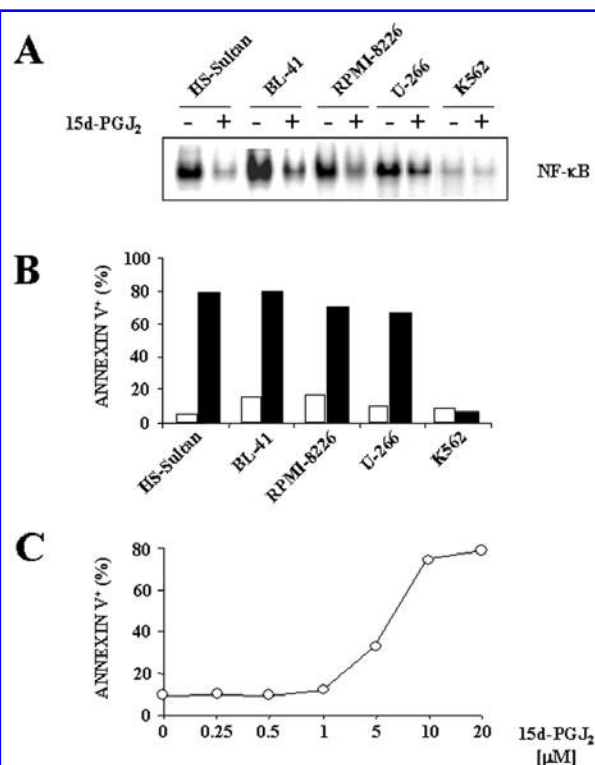 A
HS-Sultan BL-41 RPMI-8226 U-266 K562
15d-PGJ₂ - + - + - + - + - +
NF-κB
B
ANNEXIN V⁺ (%)
100
80
60
40
20
0
HS-Sultan BL-41 RPMI-8226 U-266 K562
C
ANNEXIN V⁺ (%)
80
60
40
20
0
0 0.25 0.5 1 5 10 20 15d-PGJ₂
[μM]